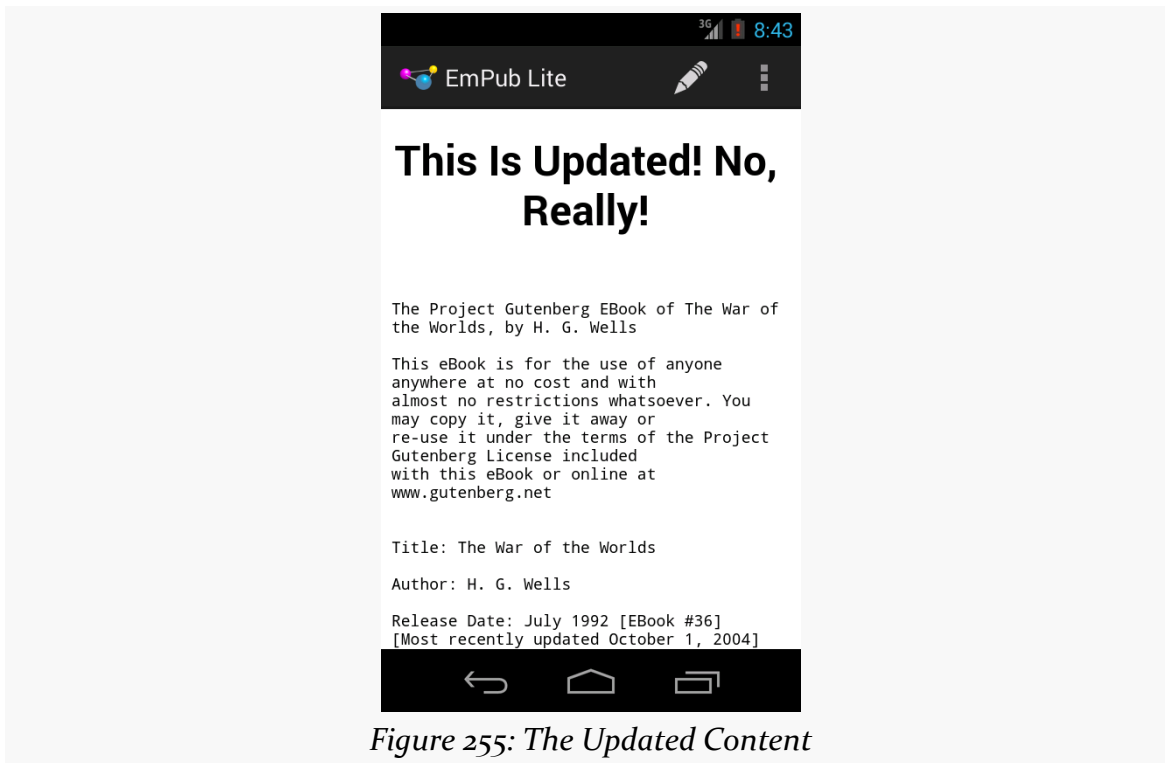 3G
8:43
EmPub Lite
This Is Updated! No,
Really!
The Project Gutenberg EBook of The War of
the Worlds, by H. G. Wells
This eBook is for the use of anyone
anywhere at no cost and with
almost no restrictions whatsoever. You
may copy it, give it away or
re-use it under the terms of the Project
Gutenberg License included
with this eBook or online at
www.gutenberg.net
Title: The War of the Worlds
Author: H. G. Wells
Release Date: July 1992 [EBook #36]
[Most recently updated October 1, 2004]
Figure 255: The Updated Content